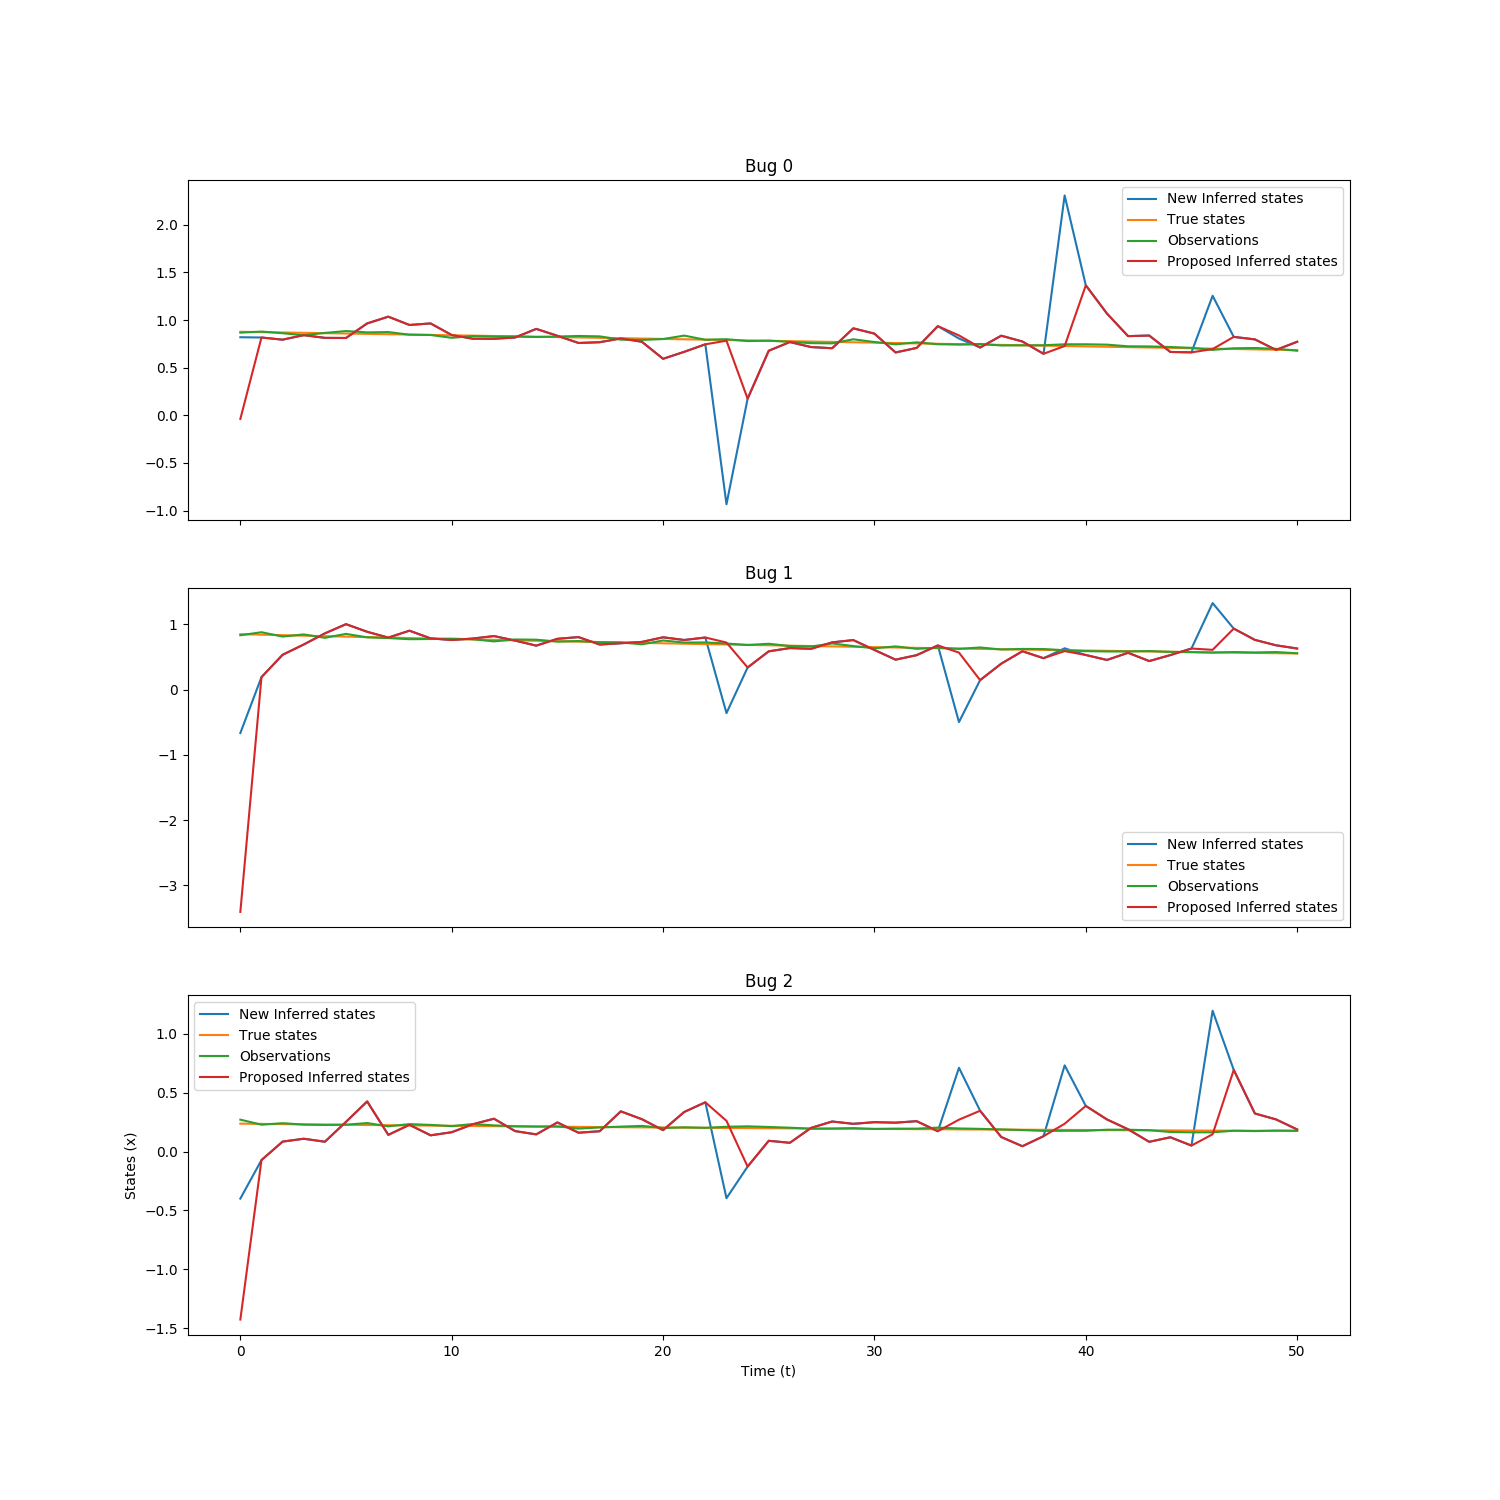 Bug 0
2.0
1.5
1.0
0.5
0.0
−0.5
−1.0
New Inferred states
True states
Observations
Proposed Inferred states
Bug 1
1
0
−1
−2
−3
New Inferred states
True states
Observations
Proposed Inferred states
Bug 2
New Inferred states
True states
Observations
Proposed Inferred states
1.0
0.5
0.0
−0.5
−1.0
−1.5
States (x)
0 10 20 30 40 50
Time (t)